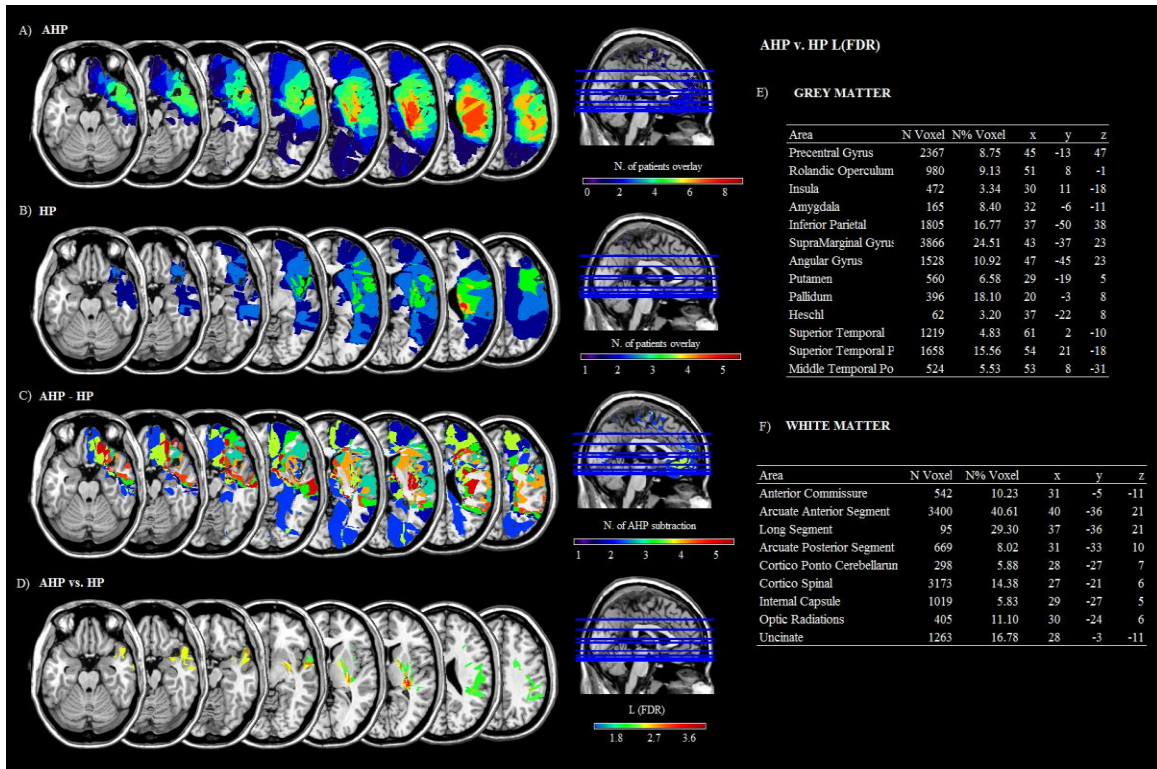 A) AHP
N. of patients overlay
0 2 4 6 8
B) HP
N. of patients overlay
1 2 3 4 5
C) AHP - HP
N. of AHP subtraction
1 2 3 4 5
D) AHP vs. HP
L (FDR)
1.8 2.7 3.6
AHP v. HP L(FDR)
E) GREY MATTER
Area N Voxel N% Voxel x y z
Precentral Gyrus 2367 8.75 45 -13 47
Rolandic Operculum 980 9.13 51 8 -1
Insula 472 3.34 30 11 -18
Amygdala 165 8.40 32 -6 -11
Inferior Parietal 1805 16.77 37 -50 38
SupraMarginal Gyrus 3866 24.51 43 -37 23
Angular Gyrus 1528 10.92 47 -45 23
Putamen 560 6.58 29 -19 5
Pallidum 396 18.10 20 -3 8
Heschl 62 3.20 37 -22 8
Superior Temporal 1219 4.83 61 2 -10
Superior Temporal P 1658 15.56 54 21 -18
Middle Temporal Po 524 5.53 53 8 -31
F) WHITE MATTER
Area N Voxel N% Voxel x y z
Anterior Commissure 542 10.23 31 -5 -11
Arcuate Anterior Segment 3400 40.61 40 -36 21
Long Segment 95 29.30 37 -36 21
Arcuate Posterior Segment 669 8.02 31 -33 10
Cortico Ponto Cerebellarun 298 5.88 28 -27 7
Cortico Spinal 3173 14.38 27 -21 6
Internal Capsule 1019 5.83 29 -27 5
Optic Radiations 405 11.10 30 -24 6
Uncinate 1263 16.78 28 -3 -11